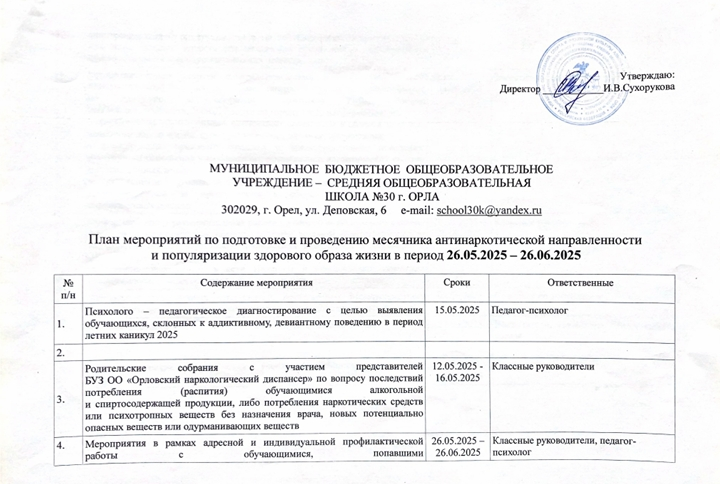 Утверждаю:
Директор ____________И.В.Сухорукова
МУНИЦИПАЛЬНОЕ БЮДЖЕТНОЕ ОБЩЕОБРАЗОВАТЕЛЬНОЕ
УЧРЕЖДЕНИЕ – СРЕДНЯЯ ОБЩЕОБРАЗОВАТЕЛЬНАЯ
ШКОЛА №30 г. ОРЛА
302029, г. Орел, ул. Деповская, 6 e-mail: school30k@yandex.ru
План мероприятий по подготовке и проведению месячника антинаркотической направленности
и популяризации здорового образа жизни в период 26.05.2025 – 26.06.2025
№ Содержание мероприятия Сроки Ответственные
п/н
1. Психолого – педагогическое диагностирование с целью выявления 15.05.2025 Педагог-психолог
обучающихся, склонных к аддиктивному, девиантному поведению в период
летних каникул 2025
2.
3. Родительские собрания с участием представителей 12.05.2025 - Классные руководители
БУЗ ОО «Орловский наркологический диспансер» по вопросу последствий 16.05.2025
потребления (распития) обучающимися алкогольной
и спиртосодержащей продукции, либо потребления наркотических средств
или психотропных веществ без назначения врача, новых потенциально
опасных веществ или одурманивающих веществ
4. Мероприятия в рамках адресной и индивидуальной профилактической 26.05.2025 – Классные руководители, педагог-
работы с обучающимися, попавшими 26.06.2025 психолог